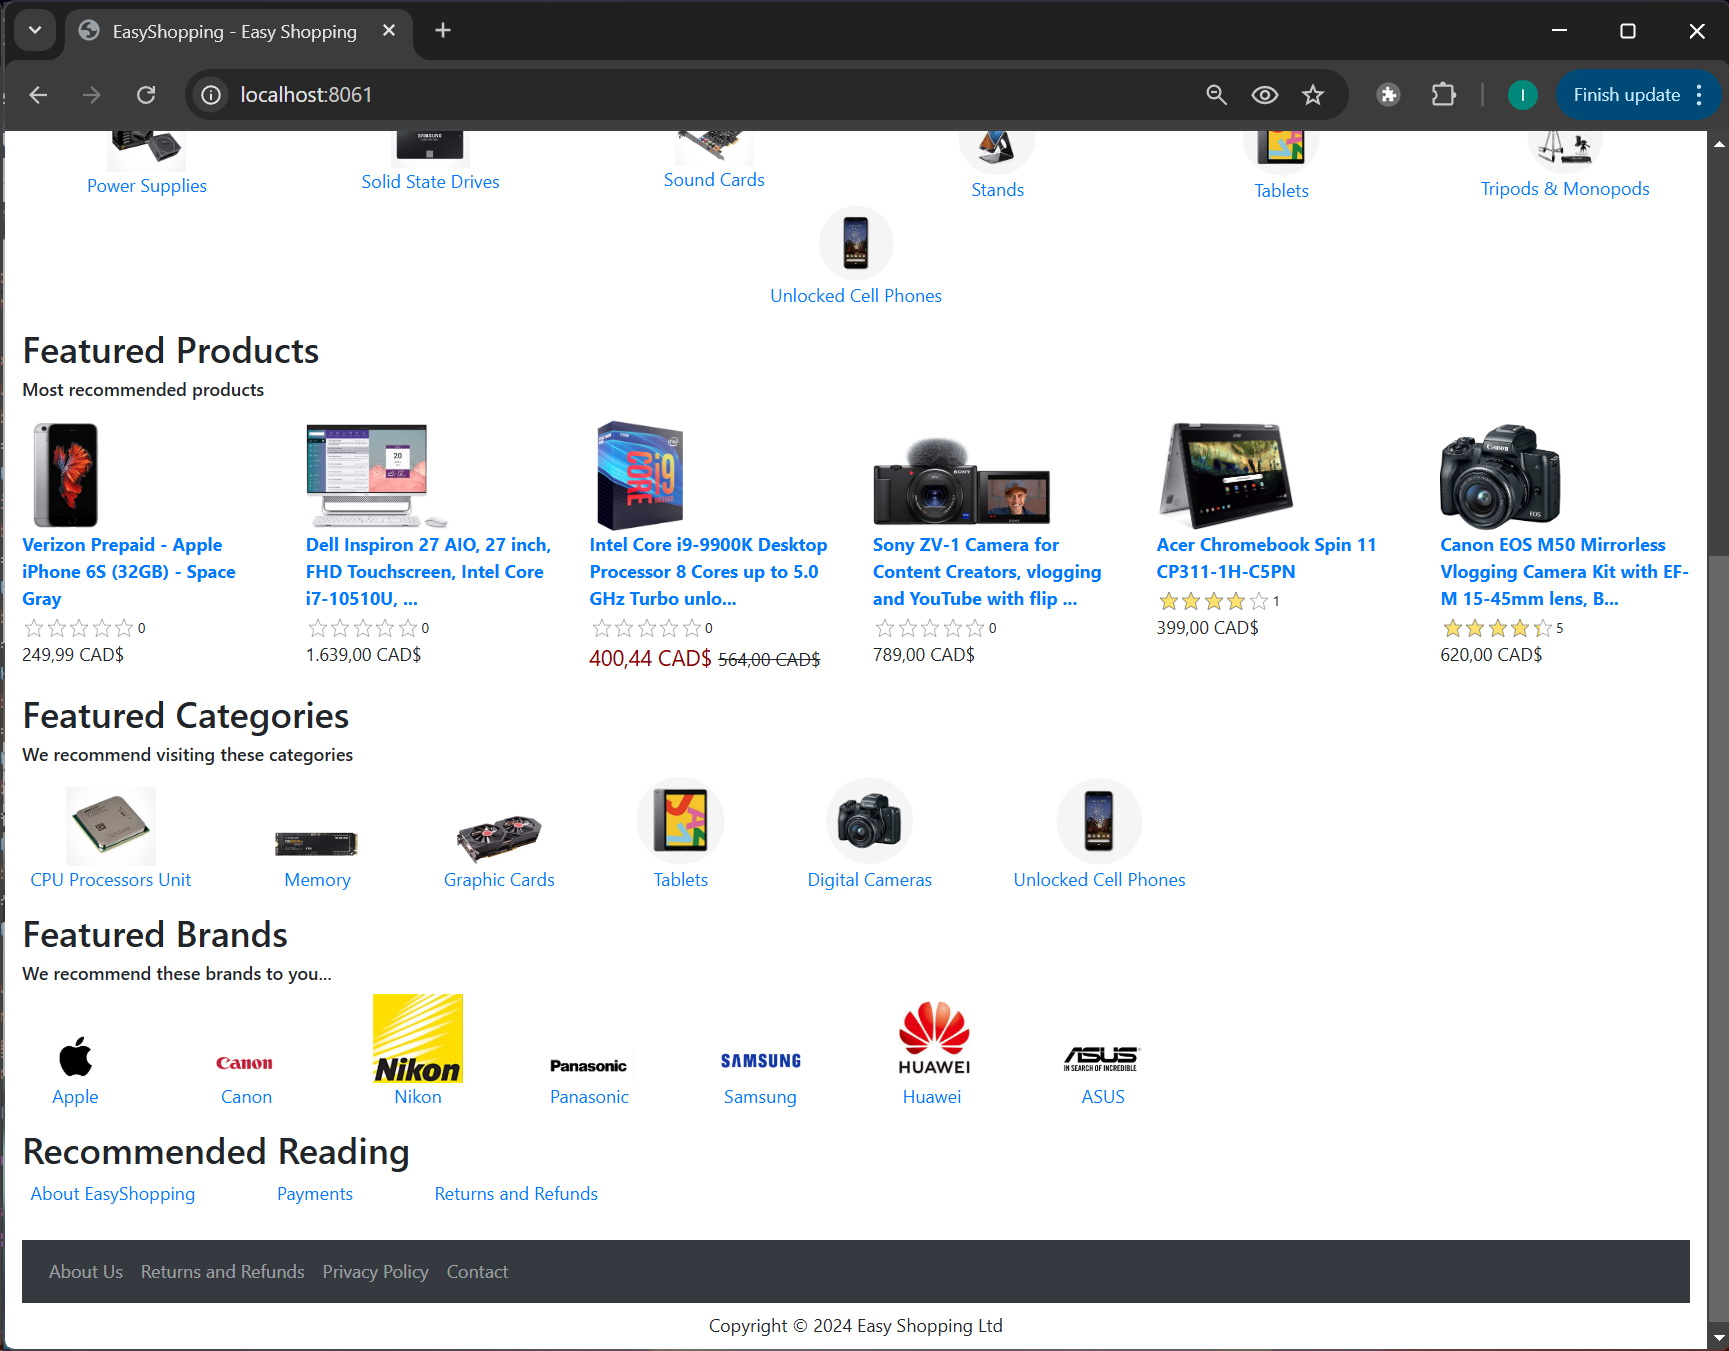 EasyShopping - Easy Shopping
localhost:8061
Finish update
Power Supplies
Solid State Drives
Sound Cards
Stands
Tablets
Tripods & Monopods
Unlocked Cell Phones
Featured Products
Most recommended products
Verizon Prepaid - Apple
iPhone 6S (32GB) - Space
Gray
0
249,99 CAD$
Dell Inspiron 27 AIO, 27 inch,
FHD Touchscreen, Intel Core
i7-10510U, ...
0
1.639,00 CAD$
CORE i9
Intel Core i9-9900K Desktop
Processor 8 Cores up to 5.0
GHz Turbo unlo...
0
400,44 CAD$ 564,00 CAD$
SONY
Sony ZV-1 Camera for
Content Creators, vlogging
and YouTube with flip ...
0
789,00 CAD$
Acer Chromebook Spin 11
CP311-1H-C5PN
1
399,00 CAD$
Canon
EOS
Canon EOS M50 Mirrorless
Vlogging Camera Kit with EF-
M 15-45mm lens, B...
5
620,00 CAD$
Featured Categories
We recommend visiting these categories
CPU Processors Unit
Memory
Graphic Cards
Tablets
Digital Cameras
Unlocked Cell Phones
Featured Brands
We recommend these brands to you...
Apple
Canon
Canon
Nikon
Nikon
Panasonic
Panasonic
SAMSUNG
Samsung
HUAWEI
Huawei
ASUS
IN SEARCH OF INCREDIBLE
ASUS
Recommended Reading
About EasyShopping
Payments
Returns and Refunds
About Us
Returns and Refunds
Privacy Policy
Contact
Copyright © 2024 Easy Shopping Ltd